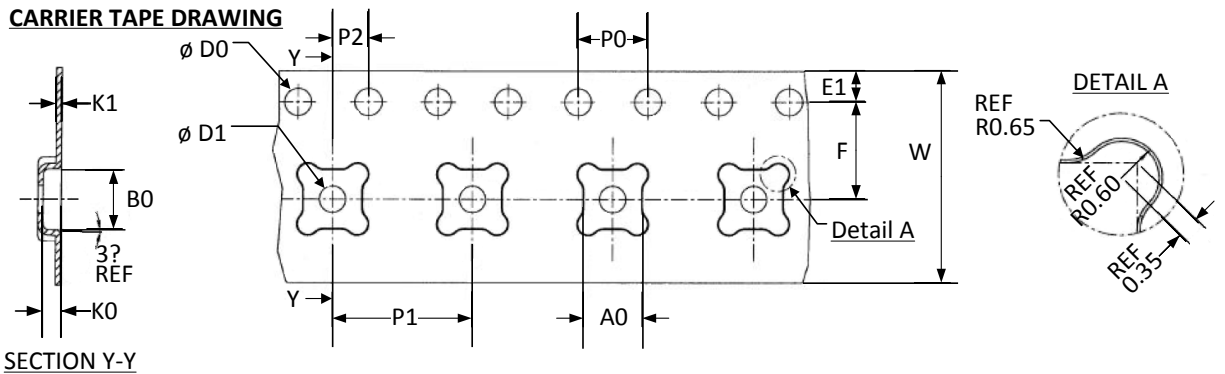 CARRIER TAPE DRAWING
P2
Y
P0
ø D0
E1
DETAIL A
K1
REF
R0.65
ø D1
F
W
B0
REF
R0.60
Detail A
3?
REF
REF
0.35
Y
K0
P1
A0
SECTION Y-Y